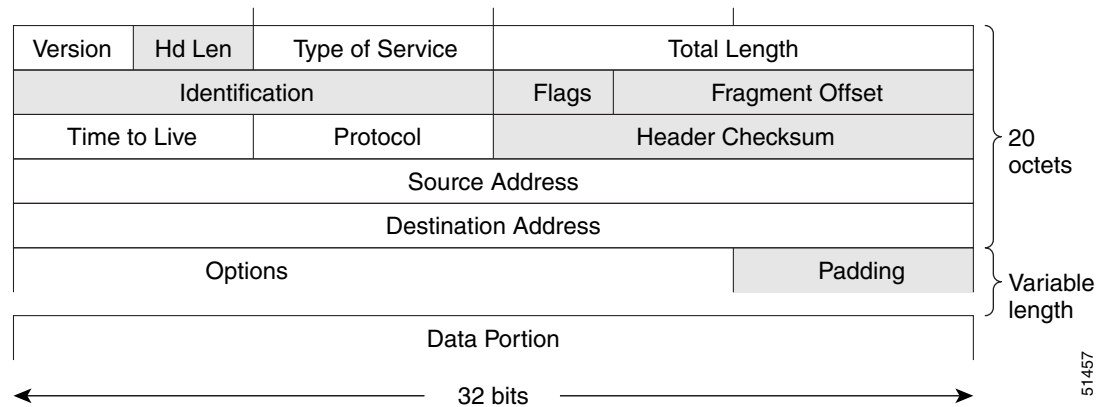 Version Hd Len Type of Service Total Length
Identification Flags Fragment Offset
Time to Live Protocol Header Checksum
20
octets
Source Address
Destination Address
Options Padding
Variable
length
Data Portion
32 bits
51457